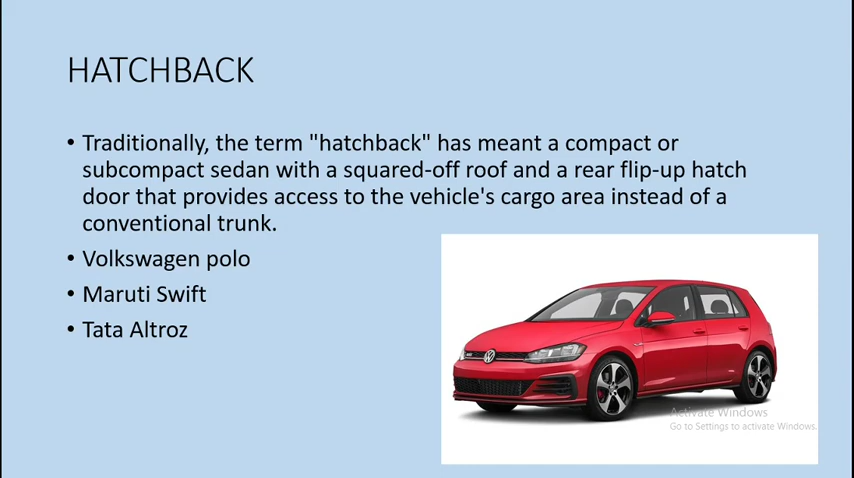 HATCHBACK
• Traditionally, the term "hatchback" has meant a compact or
subcompact sedan with a squared-off roof and a rear flip-up hatch
door that provides access to the vehicle's cargo area instead of a
conventional trunk.
• Volkswagen polo
• Maruti Swift
• Tata Altroz
Activate Windows
Go to Settings to activate Windows.